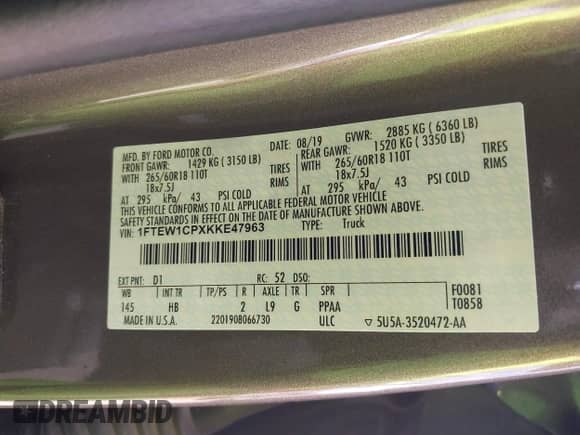 MFD. BY FORD MOTOR CO. DATE: 08/19 GVWR: 2885 KG ( 6360 LB)
FRONT GAWR: 1429 KG ( 3150 LB) REAR GAWR: 1520 KG ( 3350 LB)
265/60R18 110T TIRES 265/60R18 110T TIRES
18x7.5J RIMS 18x7.5J RIMS
AT 295 kPa/ 43 PSI COLD AT 295 kPa/ 43 PSI COLD
THIS VEHICLE CONFORMS TO ALL APPLICABLE FEDERAL MOTOR VEHICLE
SAFETY STANDARDS IN EFFECT ON THE DATE OF MANUFACTURE SHOWN ABOVE.
VIN: 1FTEW1CPXKKE47963 TYPE: Truck
EXT PNT: D1 RC: 52 DSO: F0081
WB INT TR TP/PS R AXLE TR SPR T0858
145 HB 2 L9 G PPAA
MADE IN U.S.A. 2201908066730 ULC ▽ 5U5A-3520472-AA
DREAMBID